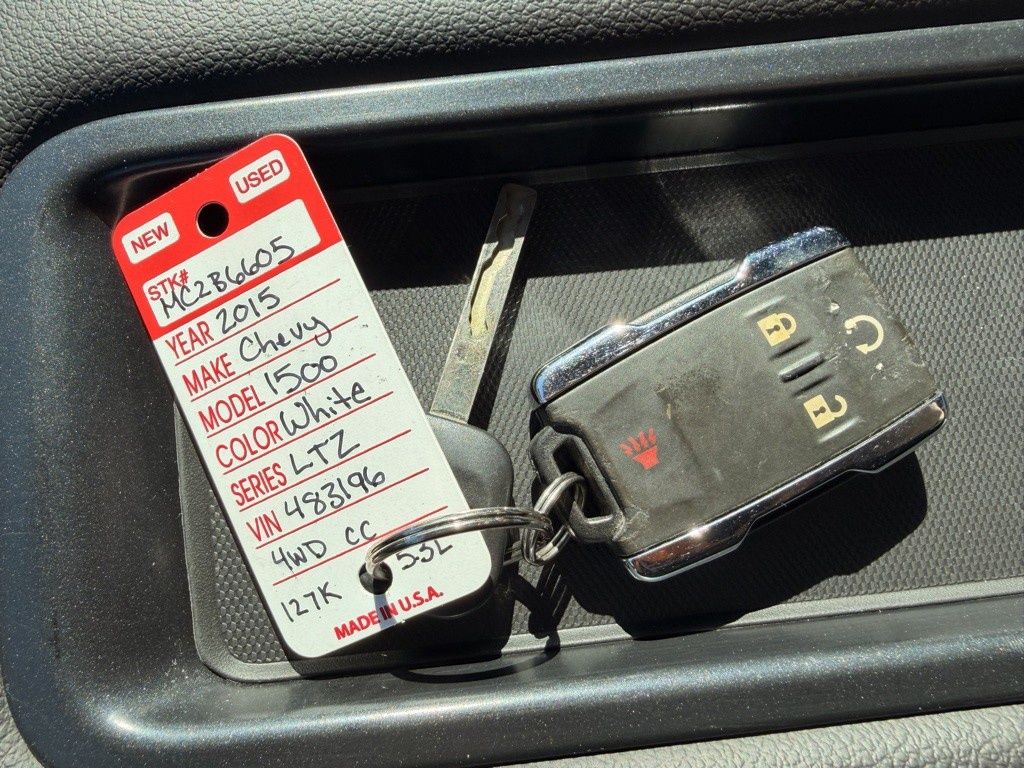 NEW USED
STK# MC2B6605
YEAR 2015
MAKE Chevy
MODEL 1500
COLOR White
SERIES LTZ
VIN 483196
4WD CC
127K 5.3L
MADE IN U.S.A.